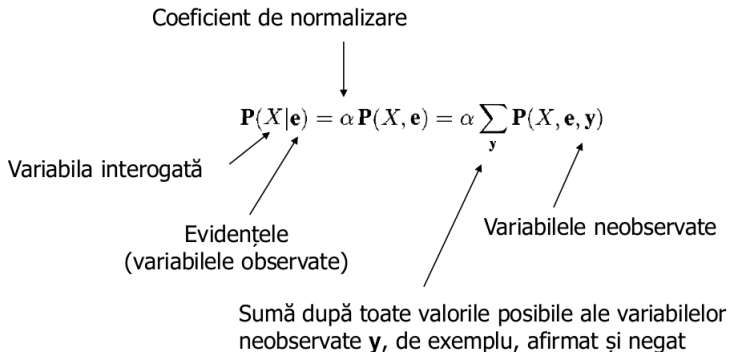 Coeficient de normalizare
P(X|e) = α P(X, e) = α ∑ P(X, e, y)
y
Variabila interogată
Variabilele neobservate
Evidențele
(variabilele observate)
Sumă după toate valorile posibile ale variabilelor
neobservate y, de exemplu, afirmat și negat